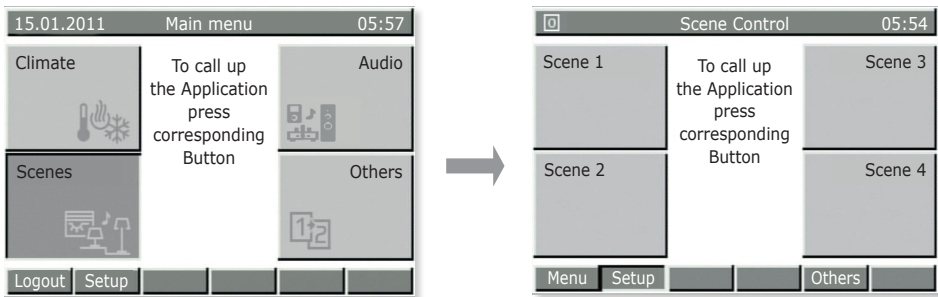 15.01.2011 Main menu 05:57
Climate
Audio
To call up
the Application
press
corresponding
Button
Scenes
Others
1 2
Logout Setup
0 Scene Control 05:54
Scene 1
Scene 3
To call up
the Application
press
corresponding
Button
Scene 2
Scene 4
Menu Setup Others